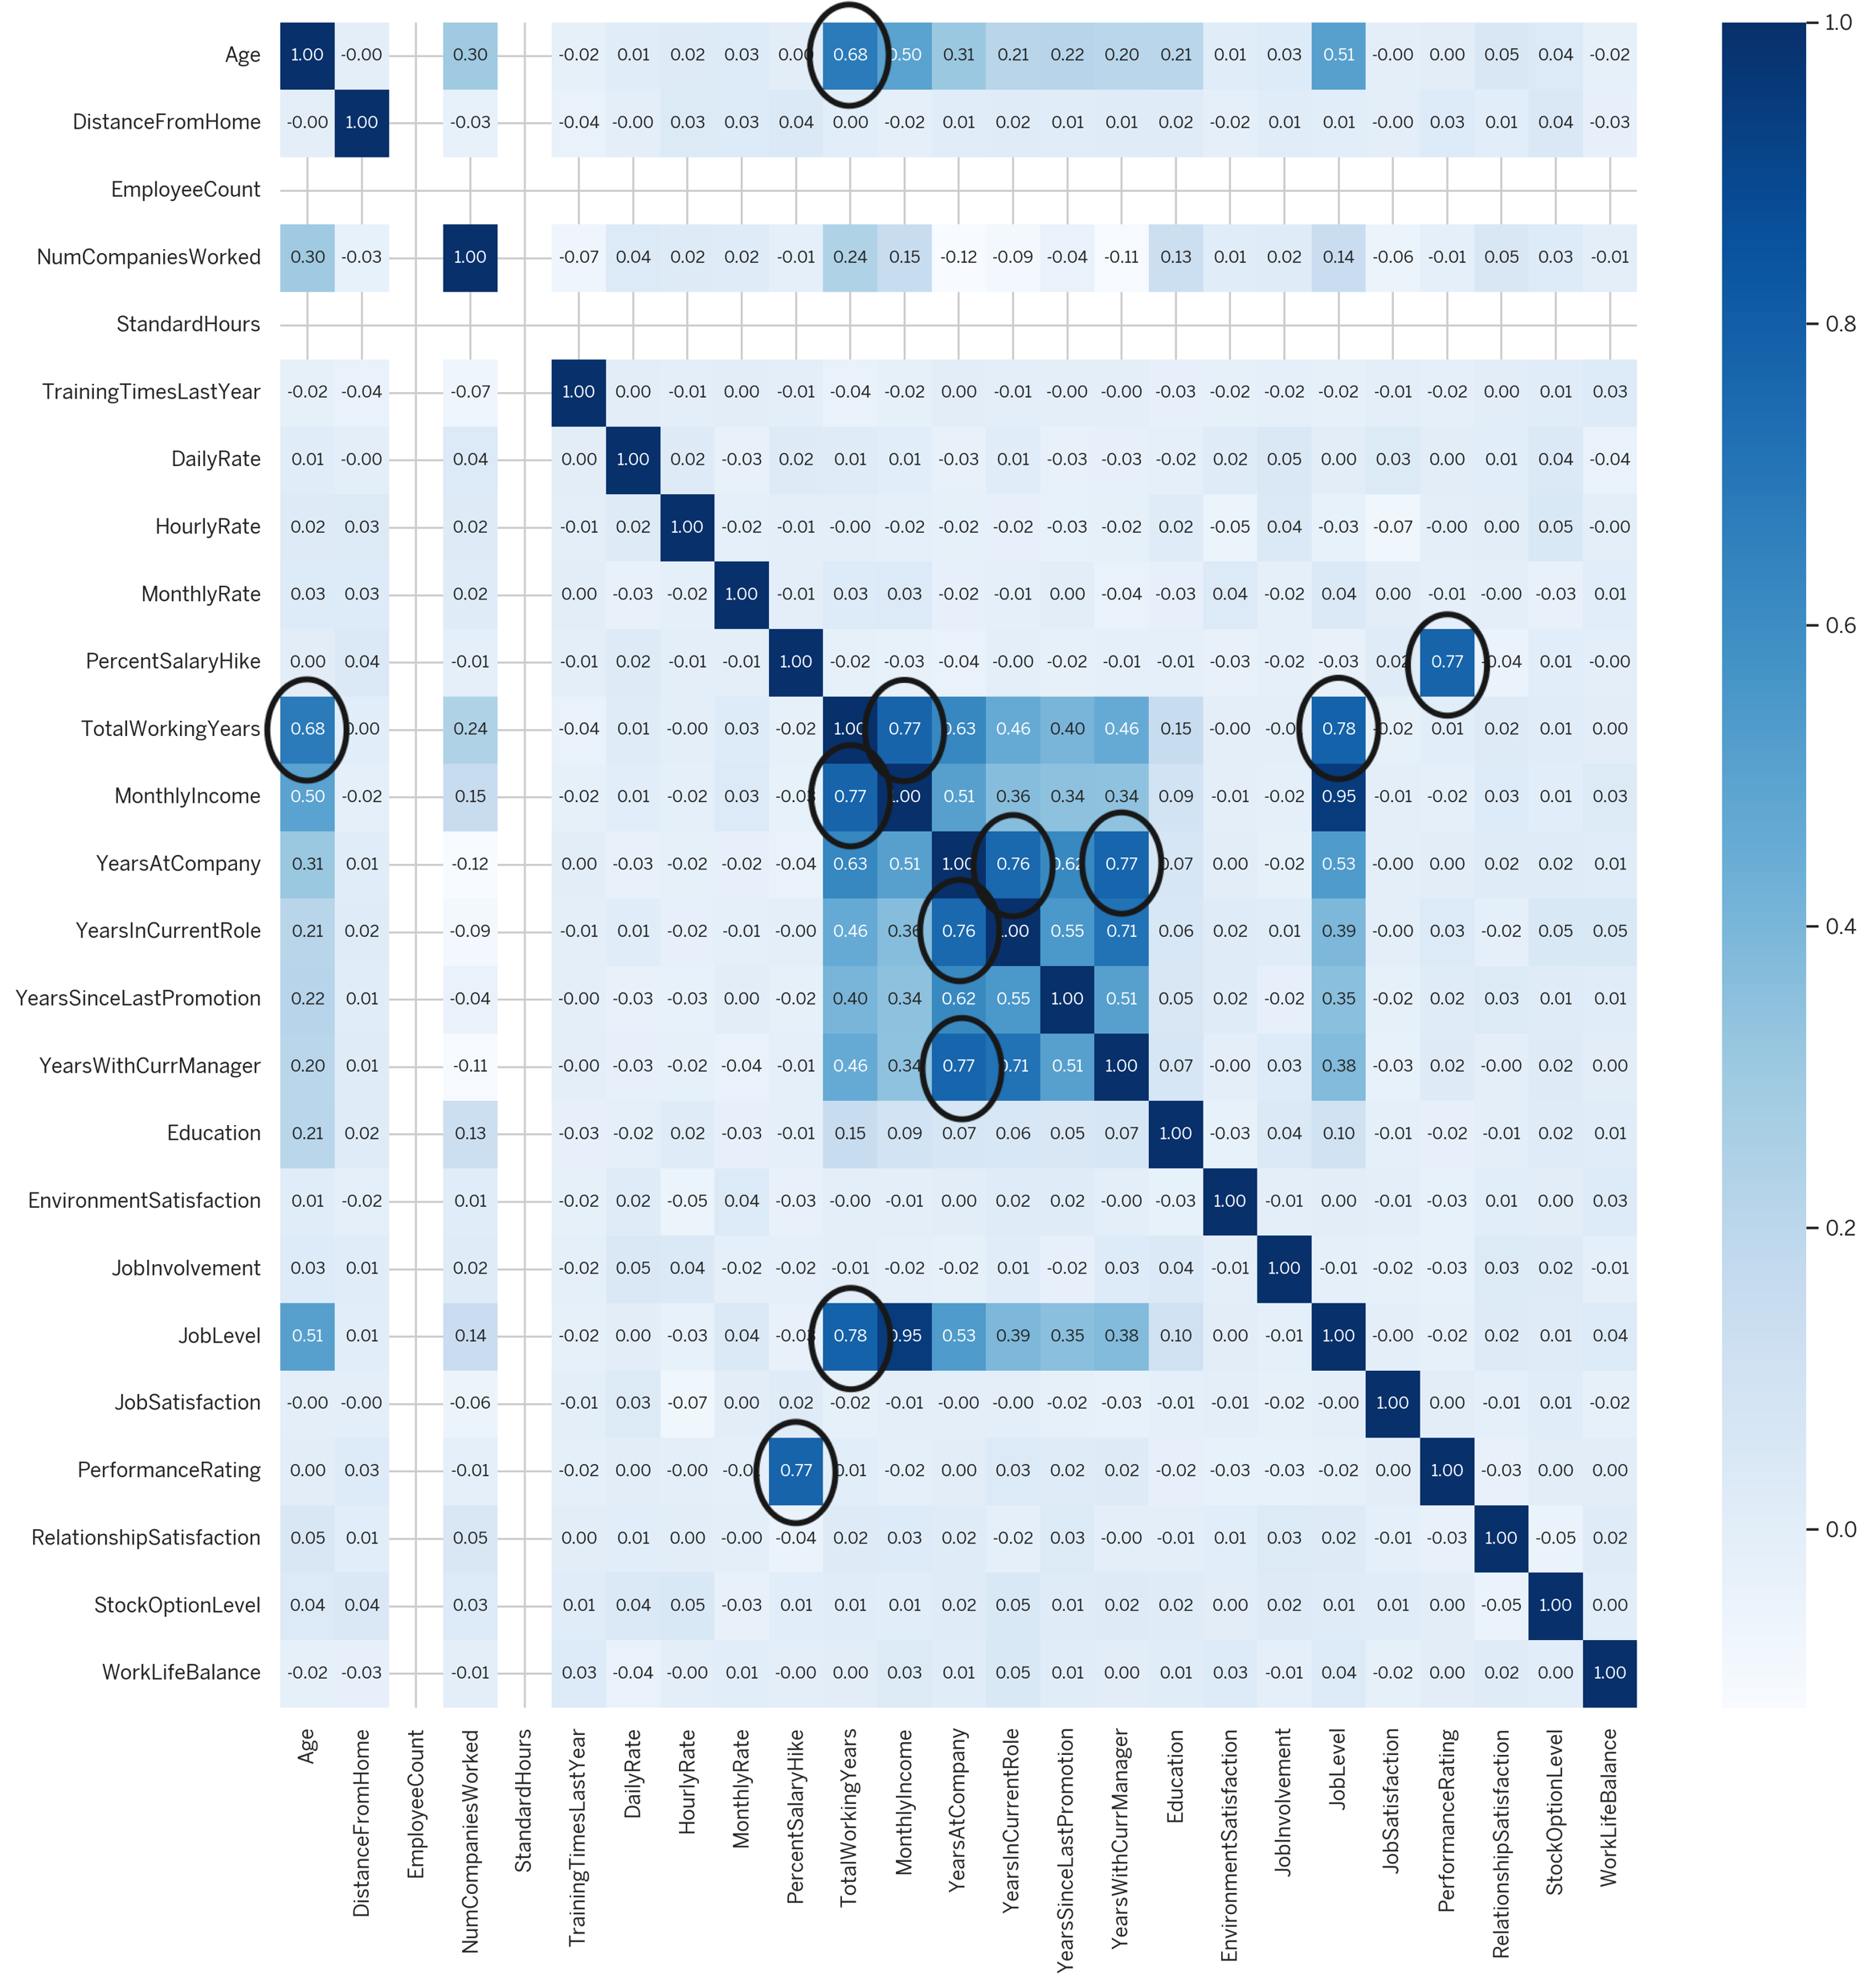 Age 1.00 -0.00 0.30 -0.02 0.01 0.02 0.03 0.00 0.68 0.50 0.31 0.21 0.22 0.20 0.21 0.01 0.03 0.51 -0.00 0.00 0.05 0.04 -0.02
DistanceFromHome -0.00 1.00 -0.03 -0.04 -0.00 0.03 0.03 0.04 0.00 -0.02 0.01 0.02 0.01 0.01 0.02 -0.02 0.01 0.01 -0.00 0.03 0.01 0.04 -0.03
EmployeeCount
NumCompaniesWorked 0.30 -0.03 1.00 -0.07 0.04 0.02 0.02 -0.01 0.24 0.15 -0.12 -0.09 -0.04 -0.11 0.13 0.01 0.02 0.14 -0.06 -0.01 0.05 0.03 -0.01
StandardHours
TrainingTimesLastYear -0.02 -0.04 -0.07 1.00 0.00 -0.01 0.00 -0.01 -0.04 -0.02 0.00 -0.01 -0.00 -0.00 -0.03 -0.02 -0.02 -0.02 -0.01 -0.02 0.00 0.01 0.03
DailyRate 0.01 -0.00 0.04 0.00 1.00 0.02 -0.03 0.02 0.01 0.01 -0.03 0.01 -0.03 -0.03 -0.02 0.02 0.05 0.00 0.03 0.00 0.01 0.04 -0.04
HourlyRate 0.02 0.03 0.02 -0.01 0.02 1.00 -0.02 -0.01 -0.00 -0.02 -0.02 -0.02 -0.03 -0.02 0.02 -0.05 0.04 -0.03 -0.07 -0.00 0.00 0.05 -0.00
MonthlyRate 0.03 0.03 0.02 0.00 -0.03 -0.02 1.00 -0.01 0.03 0.03 -0.02 -0.01 0.00 -0.04 -0.03 0.04 -0.02 0.04 0.00 -0.01 -0.00 -0.03 0.01
PercentSalaryHike 0.00 0.04 -0.01 -0.01 0.02 -0.01 -0.01 1.00 -0.02 -0.03 -0.04 -0.00 -0.02 -0.01 -0.01 -0.03 -0.02 -0.03 0.02 0.77 -0.04 0.01 -0.00
TotalWorkingYears 0.68 0.00 0.24 -0.04 0.01 -0.00 0.03 -0.02 1.00 0.77 0.63 0.46 0.40 0.46 0.15 -0.00 -0.01 0.78 -0.02 0.01 0.02 0.01 0.00
MonthlyIncome 0.50 -0.02 0.15 -0.02 0.01 -0.02 0.03 -0.03 0.77 1.00 0.51 0.36 0.34 0.34 0.09 -0.01 -0.02 0.95 -0.01 -0.02 0.03 0.01 0.03
YearsAtCompany 0.31 0.01 -0.12 0.00 -0.03 -0.02 -0.02 -0.04 0.63 0.51 1.00 0.76 0.62 0.77 0.07 0.00 -0.02 0.53 -0.00 0.00 0.02 0.02 0.01
YearsInCurrentRole 0.21 0.02 -0.09 -0.01 0.01 -0.02 -0.01 -0.00 0.46 0.36 0.76 1.00 0.55 0.71 0.06 0.02 0.01 0.39 -0.00 0.03 -0.02 0.05 0.05
YearsSinceLastPromotion 0.22 0.01 -0.04 -0.00 -0.03 -0.03 0.00 -0.02 0.40 0.34 0.62 0.55 1.00 0.51 0.05 0.02 -0.02 0.35 -0.02 0.02 0.03 0.01 0.01
YearsWithCurrManager 0.20 0.01 -0.11 -0.00 -0.03 -0.02 -0.04 -0.01 0.46 0.34 0.77 0.71 0.51 1.00 0.07 -0.00 0.03 0.38 -0.03 0.02 -0.00 0.02 0.00
Education 0.21 0.02 0.13 -0.03 -0.02 0.02 -0.03 -0.01 0.15 0.09 0.07 0.06 0.05 0.07 1.00 -0.03 0.04 0.10 -0.01 -0.02 -0.01 0.02 0.01
EnvironmentSatisfaction 0.01 -0.02 0.01 -0.02 0.02 -0.05 0.04 -0.03 -0.00 -0.01 0.00 0.02 0.02 -0.00 -0.03 1.00 -0.01 0.00 -0.01 -0.03 0.01 0.00 0.03
JobInvolvement 0.03 0.01 0.02 -0.02 0.05 0.04 -0.02 -0.02 -0.01 -0.02 -0.02 0.01 -0.02 0.03 0.04 -0.01 1.00 -0.01 -0.02 -0.03 0.03 0.02 -0.01
JobLevel 0.51 0.01 0.14 -0.02 0.00 -0.03 0.04 -0.03 0.78 0.95 0.53 0.39 0.35 0.38 0.10 0.00 -0.01 1.00 -0.00 -0.02 0.02 0.01 0.04
JobSatisfaction -0.00 -0.00 -0.06 -0.01 0.03 -0.07 0.00 0.02 -0.02 -0.01 -0.00 -0.00 -0.02 -0.03 -0.01 -0.01 -0.02 -0.00 1.00 0.00 -0.01 0.01 -0.02
PerformanceRating 0.00 0.03 -0.01 -0.02 0.00 -0.00 -0.01 0.77 0.01 -0.02 0.00 0.03 0.02 0.02 -0.02 -0.03 -0.03 -0.02 0.00 1.00 -0.03 0.00 0.00
RelationshipSatisfaction 0.05 0.01 0.05 0.00 0.01 0.00 -0.00 -0.04 0.02 0.03 0.02 -0.02 0.03 -0.00 -0.01 0.01 0.03 0.02 -0.01 -0.03 1.00 -0.05 0.02
StockOptionLevel 0.04 0.04 0.03 0.01 0.04 0.05 -0.03 0.01 0.01 0.01 0.02 0.05 0.01 0.02 0.02 0.00 0.02 0.01 0.01 0.00 -0.05 1.00 0.00
WorkLifeBalance -0.02 -0.03 -0.01 0.03 -0.04 -0.00 0.01 -0.00 0.00 0.03 0.01 0.05 0.01 0.00 0.01 0.03 -0.01 0.04 -0.02 0.00 0.02 0.00 1.00
Age
DistanceFromHome
EmployeeCount
NumCompaniesWorked
StandardHours
TrainingTimesLastYear
DailyRate
HourlyRate
MonthlyRate
PercentSalaryHike
TotalWorkingYears
MonthlyIncome
YearsAtCompany
YearsInCurrentRole
YearsSinceLastPromotion
YearsWithCurrManager
Education
EnvironmentSatisfaction
JobInvolvement
JobLevel
JobSatisfaction
PerformanceRating
RelationshipSatisfaction
StockOptionLevel
WorkLifeBalance
1.0
0.8
0.6
0.4
0.2
0.0